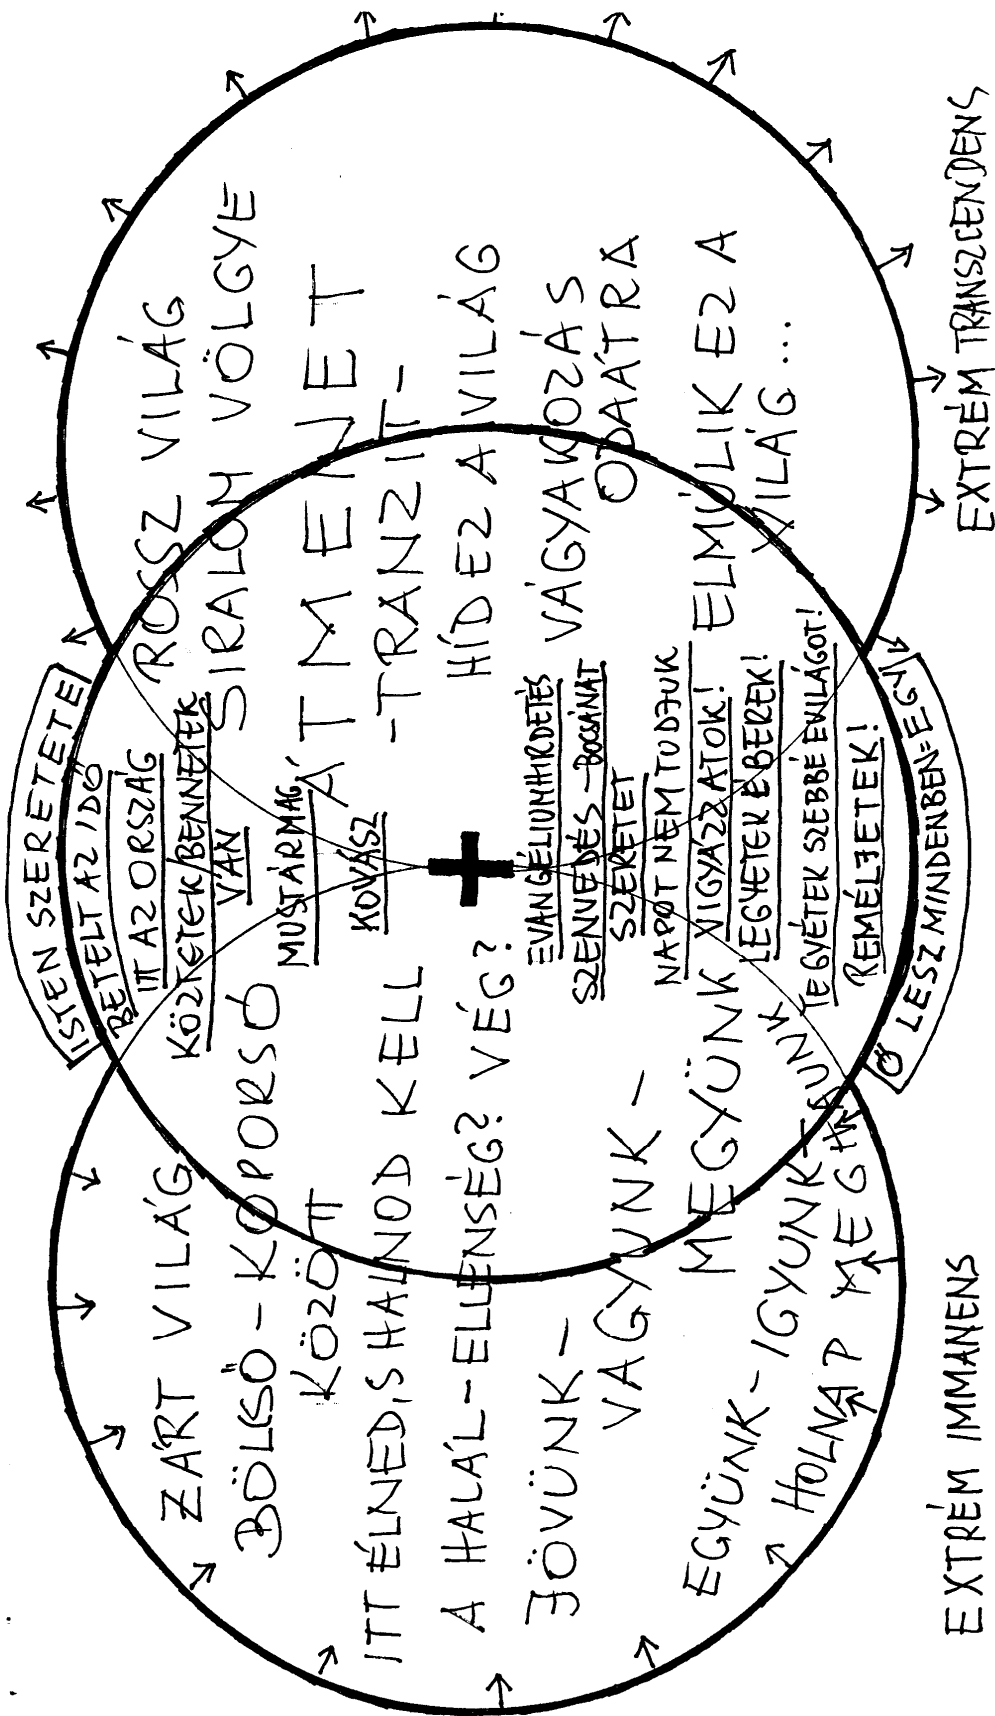 ISTEN SZERETETE!
BETELT AZ IDŐ
ITT AZ ORSZÁG
KÖZTETEK/BENNETEK
VAN
MUSTÁRMAG
KOVÁSZ
EVANGÉLIUMHIRDETÉS
SZENVEDÉS-BOCSÁNAT
SZERETET
NAPOT NEM TUDJUK
VIGYÁZZATOK!
LEGYETEK ÉBEREK!
TEGYÉTEK SZEBBÉ EVILÁGOT!
REMÉLJETEK!
Ő LESZ MINDENBEN=EGY!
ZÁRT VILÁG
BÖLCSŐ - KOPORSÓ
KÖZÖTT
ITT ÉLNED, S HALNOD KELL
A HALÁL-ELLENSÉG? VÉG?
JÖVÜNK-
VAGYUNK-
MEGYÜNK
EGYÜNK-IGYUNK-
HOLNAP MEGHALUNK
EXTRÉM IMMANENS
ROSSZ VILÁG
SIRALOM VÖLGYE
ÁTMENET
-TRANZIT-
HÍD EZ A VILÁG
VÁGYAKOZÁS
ODAÁTRA
ELMÚLIK EZ A
VILÁG...
EXTRÉM TRANSZCENDENS